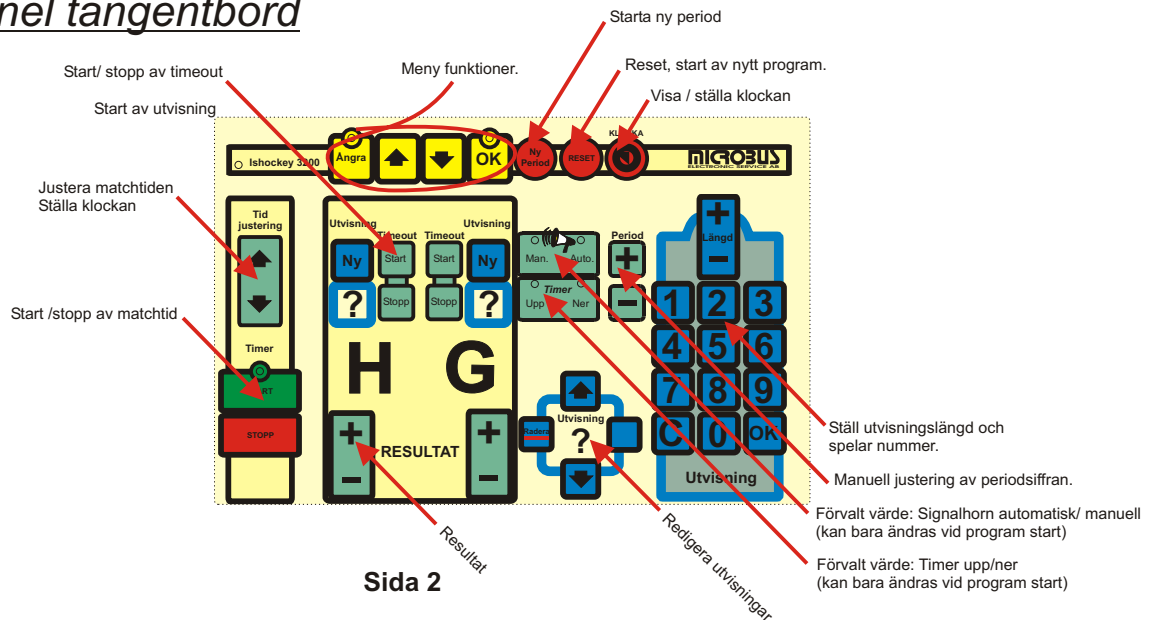 nel tangentbord
Starta ny period
Start/ stopp av timeout
Meny funktioner.
Reset, start av nytt program.
Visa / ställa klockan
Start av utvisning
Ishockey 3200
Ångra
OK
Ny
Period
RESET
MICROBUS
ELECTRONIC SERVICE AB
Justera matchtiden
Ställa klockan
Tid
justering
Utvisning
Timeout
Timeout
Utvisning
Ny
Start
Start
Ny
?
Stopp
Stopp
?
Man.
Auto.
Timer
Upp
Ner
Period
+
−
+
Längd
−
1 2 3
4 5 6
7 8 9
C 0 OK
Utvisning
Start /stopp av matchtid
Timer
STOPP
H G
+
−
RESULTAT
+
−
Utvisning
Radera
?
Ställ utvisningslängd och
spelar nummer.
Manuell justering av periodsiffran.
Förvalt värde: Signalhorn automatisk/ manuell
(kan bara ändras vid program start)
Förvalt värde: Timer upp/ner
(kan bara ändras vid program start)
Resultat
Redigera utvisningar
Sida 2